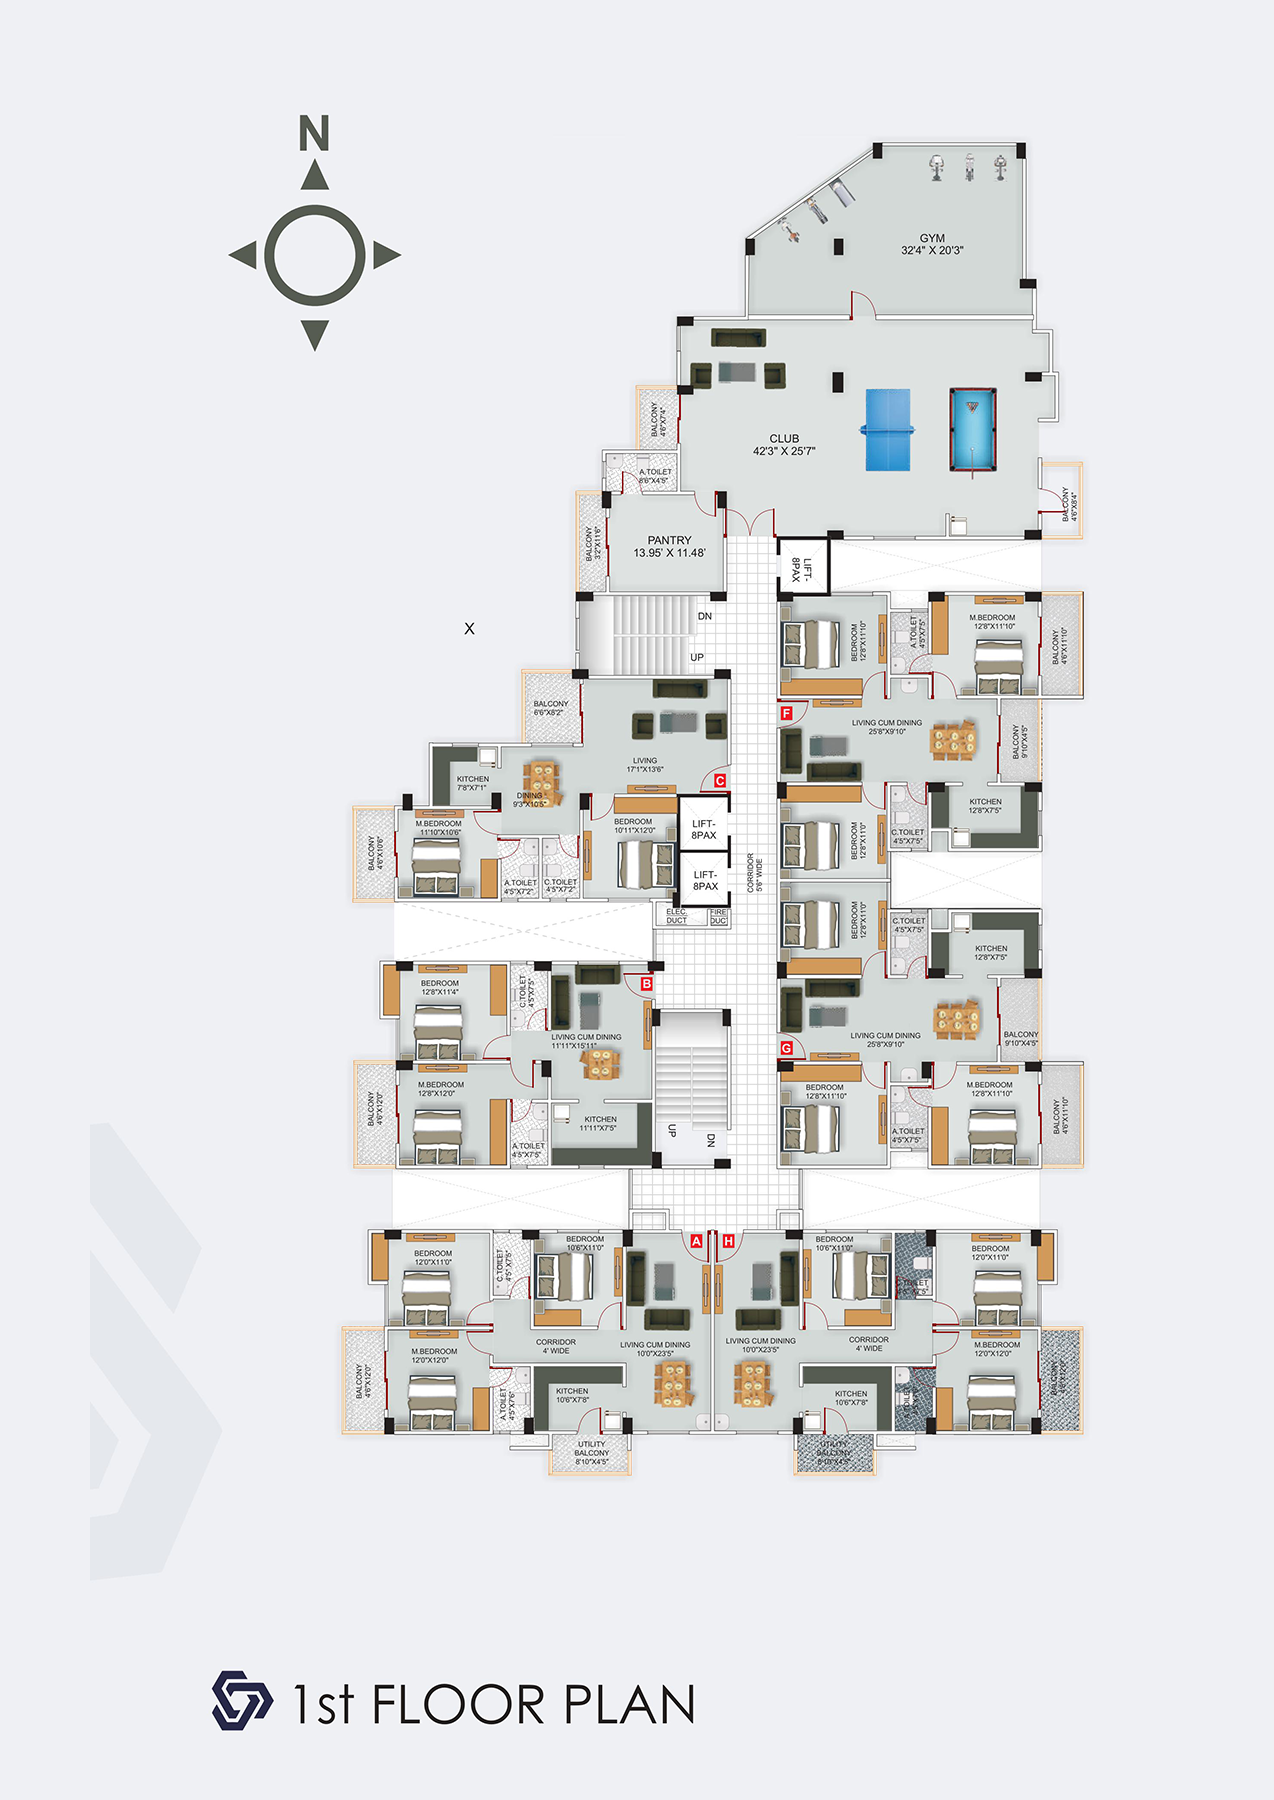 N
GYM
32'4" X 20'3"
CLUB
42'3" X 25'7"
BALCONY
4'6"X7'4"
A.TOILET
8'6"X4'5"
BALCONY
4'6"X8'4"
BALCONY
3'2"X11'6"
PANTRY
13.95' X 11.48'
LIFT-
8PAX
X
DN
UP
BEDROOM
12'8"X11'10"
A.TOILET
4'5"X7'5"
M.BEDROOM
12'8"X11'10"
BALCONY
4'6"X11'10"
BALCONY
6'6"X8'2"
F
LIVING CUM DINING
25'8"X9'10"
BALCONY
9'10"X4'5"
LIVING
17'1"X13'6"
C
KITCHEN
7'8"X7'1"
DINING
9'3"X10'5"
KITCHEN
12'8"X7'5"
M.BEDROOM
11'10"X10'6"
BEDROOM
10'11"X12'0"
LIFT-
8PAX
BALCONY
4'6"X10'6"
BEDROOM
12'8"X11'0"
C.TOILET
4'5"X7'5"
A.TOILET
4'5"X7'2"
C.TOILET
4'5"X7'2"
LIFT-
8PAX
CORRIDOR
5'6" WIDE
ELEC.
DUCT
FIRE
DUCT
BEDROOM
12'8"X11'0"
C.TOILET
4'5"X7'5"
KITCHEN
12'8"X7'5"
BEDROOM
12'8"X11'4"
C.TOILET
4'5"X7'5"
B
LIVING CUM DINING
11'11"X15'11"
LIVING CUM DINING
25'8"X9'10"
BALCONY
9'10"X4'5"
G
M.BEDROOM
12'8"X12'0"
BALCONY
4'6"X12'0"
BEDROOM
12'8"X11'10"
M.BEDROOM
12'8"X11'10"
BALCONY
4'6"X11'10"
A.TOILET
4'5"X7'5"
KITCHEN
11'11"X7'5"
UP
DN
A.TOILET
4'5"X7'5"
A
H
BEDROOM
12'0"X11'0"
C.TOILET
4'5" X7'5"
BEDROOM
10'6"X11'0"
BEDROOM
10'6"X11'0"
BEDROOM
12'0"X11'0"
CORRIDOR
4' WIDE
LIVING CUM DINING
10'0"X23'5"
LIVING CUM DINING
10'0"X23'5"
CORRIDOR
4' WIDE
M.BEDROOM
12'0"X12'0"
BALCONY
4'6"X12'0"
M.BEDROOM
12'0"X12'0"
BALCONY
A.TOILET
4'5"X7'6"
KITCHEN
10'6"X7'8"
KITCHEN
10'6"X7'8"
UTILITY
BALCONY
8'10"X4'5"
UTILITY
BALCONY
8'10"X4'5"
1st FLOOR PLAN